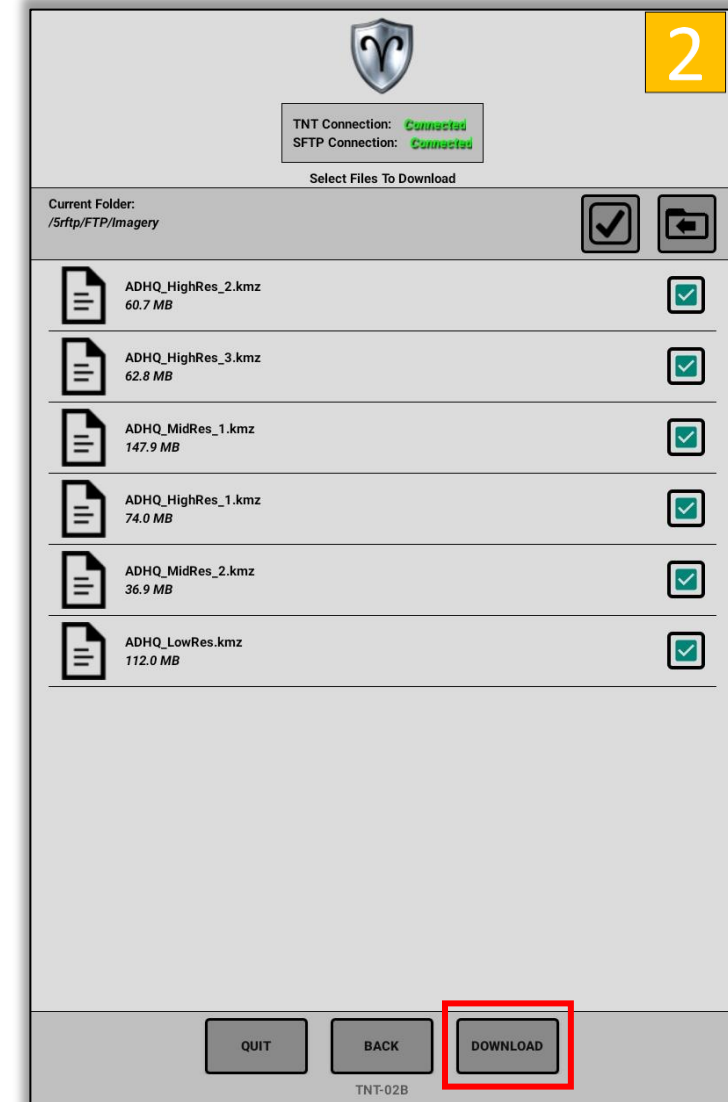 2
TNT Connection: Connected
SFTP Connection: Connected
Select Files To Download
Current Folder:
/5rftp/FTP/Imagery
ADHQ_HighRes_2.kmz
60.7 MB
ADHQ_HighRes_3.kmz
62.8 MB
ADHQ_MidRes_1.kmz
147.9 MB
ADHQ_HighRes_1.kmz
74.0 MB
ADHQ_MidRes_2.kmz
36.9 MB
ADHQ_LowRes.kmz
112.0 MB
QUIT BACK DOWNLOAD
TNT-02B